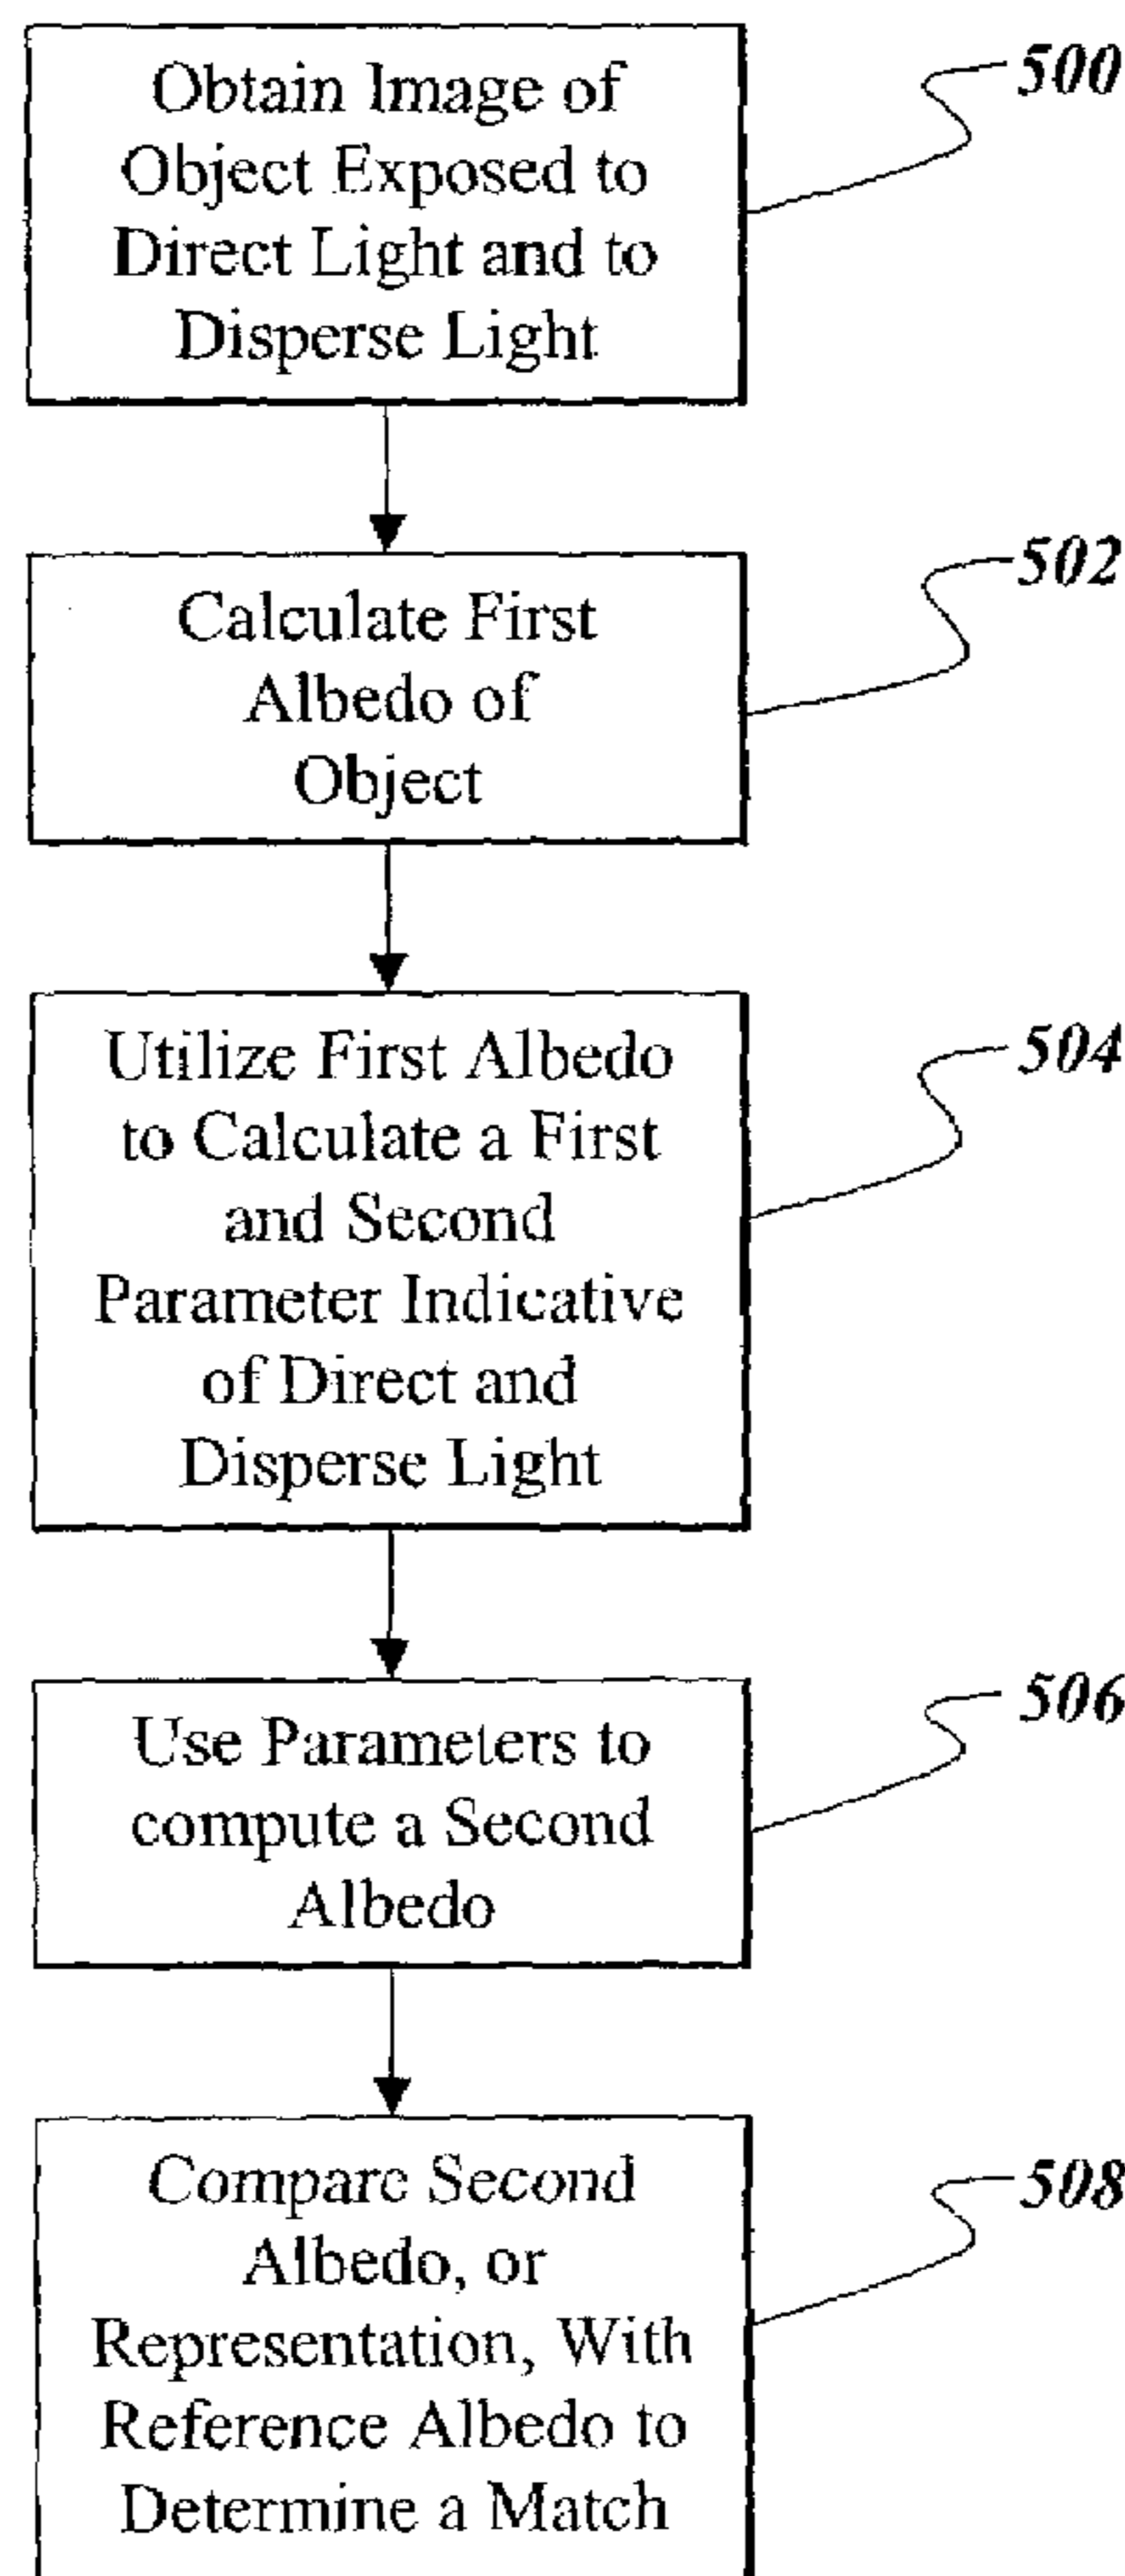 Obtain Image of
Object Exposed to
Direct Light and to
Disperse Light
500
Calculate First
Albedo of
Object
502
Utilize First Albedo
to Calculate a First
and Second
Parameter Indicative
of Direct and
Disperse Light
504
Use Parameters to
compute a Second
Albedo
506
Compare Second
Albedo, or
Representation, With
Reference Albedo to
Determine a Match
508